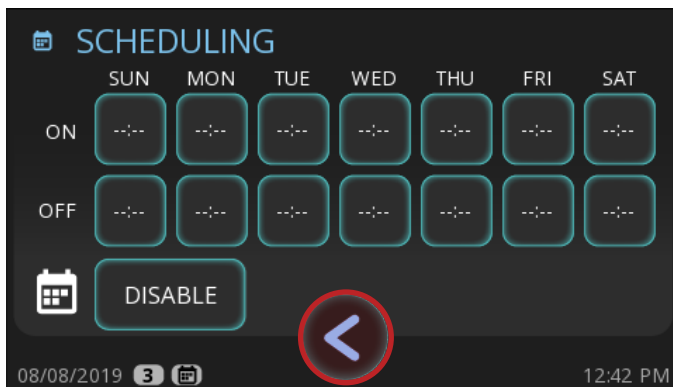 SCHEDULING
SUN MON TUE WED THU FRI SAT
ON --:-- --:-- --:-- --:-- --:-- --:-- --:--
OFF --:-- --:-- --:-- --:-- --:-- --:-- --:--
DISABLE
08/08/2019 3 12:42 PM